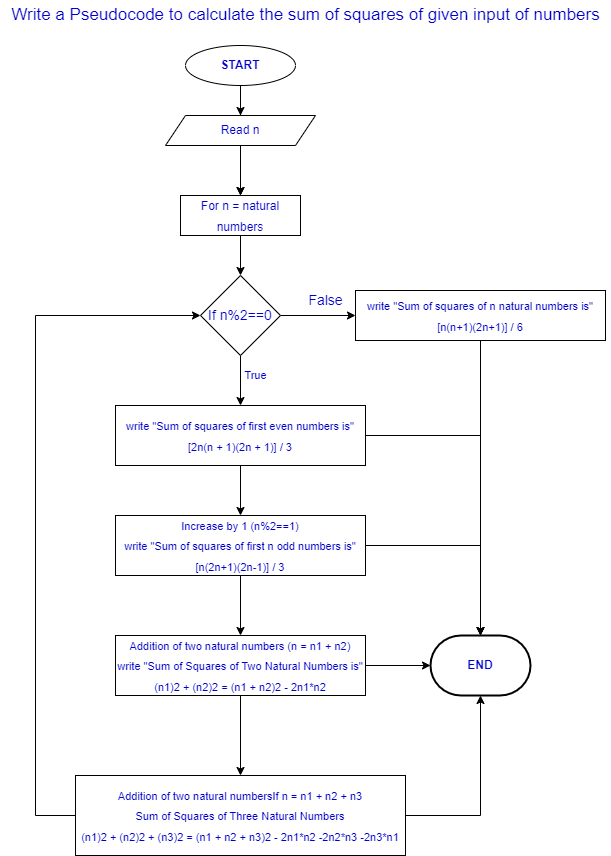 Write a Pseudocode to calculate the sum of squares of given input of numbers
START
Read n
For n = natural
numbers
If n%2==0
False
write "Sum of squares of n natural numbers is"
[n(n+1)(2n+1)] / 6
True
write "Sum of squares of first even numbers is"
[2n(n + 1)(2n + 1)] / 3
Increase by 1 (n%2==1)
write "Sum of squares of first n odd numbers is"
[n(2n+1)(2n-1)] / 3
Addition of two natural numbers (n = n1 + n2)
write "Sum of Squares of Two Natural Numbers is"
(n1)2 + (n2)2 = (n1 + n2)2 - 2n1*n2
END
Addition of two natural numbersIf n = n1 + n2 + n3
Sum of Squares of Three Natural Numbers
(n1)2 + (n2)2 + (n3)2 = (n1 + n2 + n3)2 - 2n1*n2 -2n2*n3 -2n3*n1